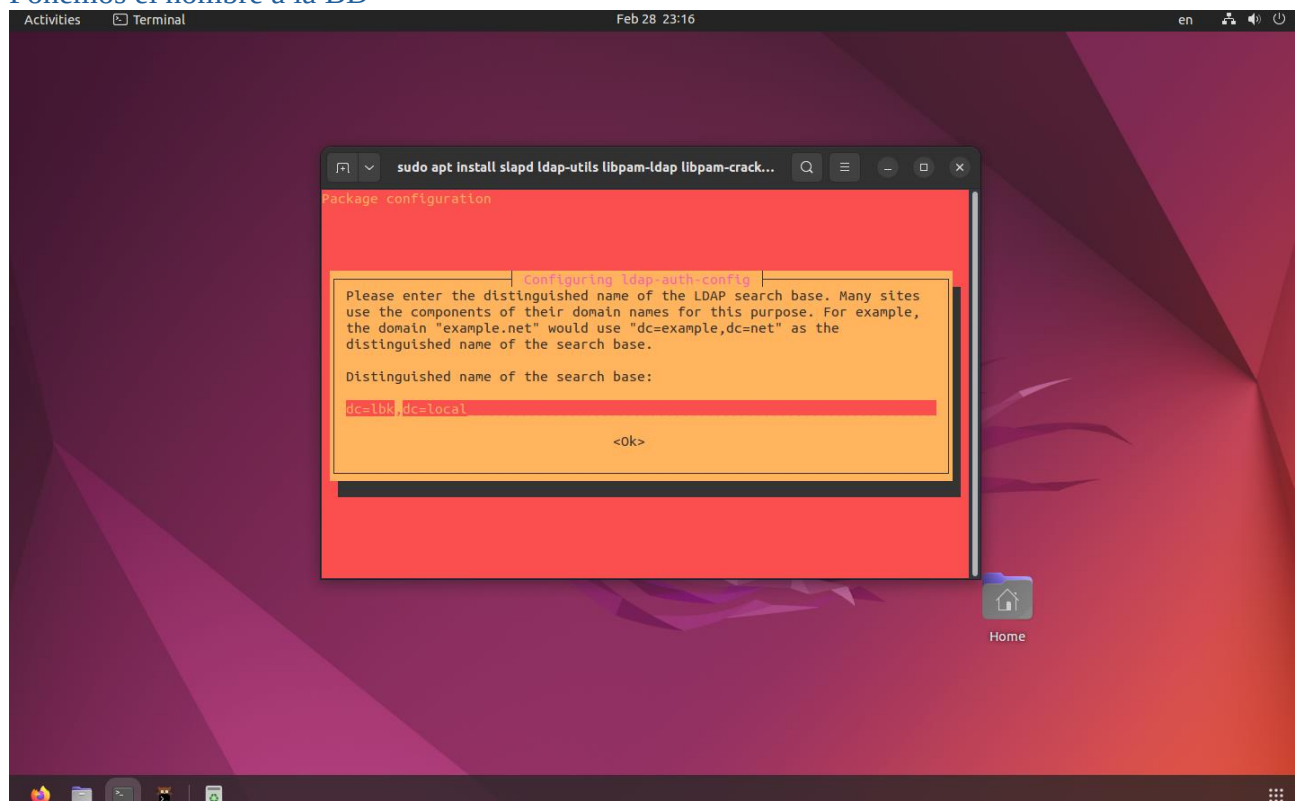 Ponemos el nombre a la BD
Activities Terminal Feb 28 23:16 en
sudo apt install slapd ldap-utils libpam-ldap libpam-crack...
Package configuration
Configuring ldap-auth-config
Please enter the distinguished name of the LDAP search base. Many sites
use the components of their domain names for this purpose. For example,
the domain "example.net" would use "dc=example,dc=net" as the
distinguished name of the search base.
Distinguished name of the search base:
dc=lbk,dc=local
<Ok>
Home